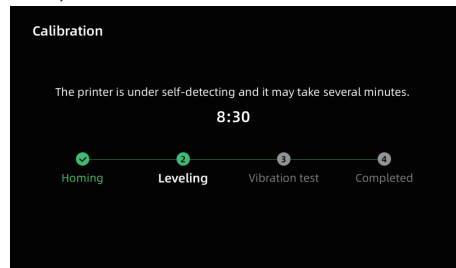 Calibration
The printer is under self-detecting and it may take several minutes.
8:30
2 3 4
Homing Leveling Vibration test Completed